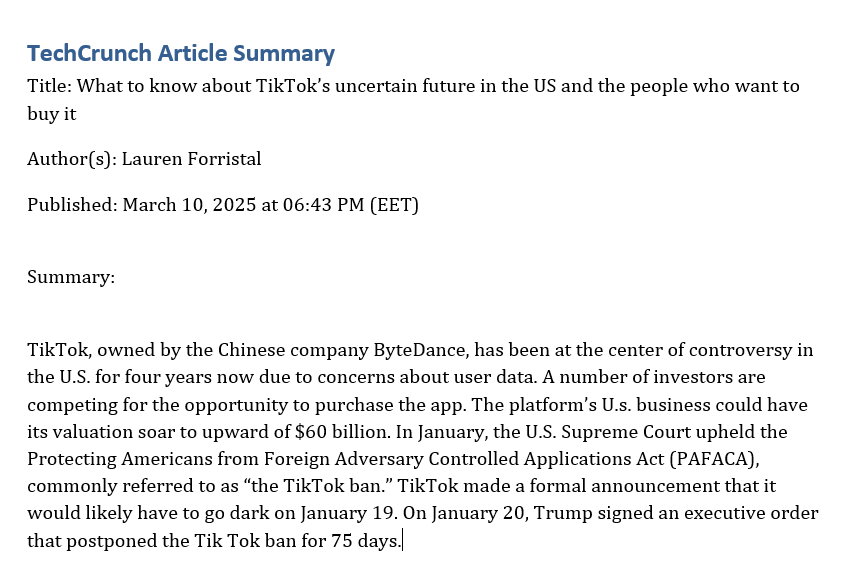 TechCrunch Article Summary
Title: What to know about TikTok’s uncertain future in the US and the people who want to
buy it
Author(s): Lauren Forristal
Published: March 10, 2025 at 06:43 PM (EET)
Summary:
TikTok, owned by the Chinese company ByteDance, has been at the center of controversy in
the U.S. for four years now due to concerns about user data. A number of investors are
competing for the opportunity to purchase the app. The platform’s U.s. business could have
its valuation soar to upward of $60 billion. In January, the U.S. Supreme Court upheld the
Protecting Americans from Foreign Adversary Controlled Applications Act (PAFACA),
commonly referred to as “the TikTok ban.” TikTok made a formal announcement that it
would likely have to go dark on January 19. On January 20, Trump signed an executive order
that postponed the Tik Tok ban for 75 days.